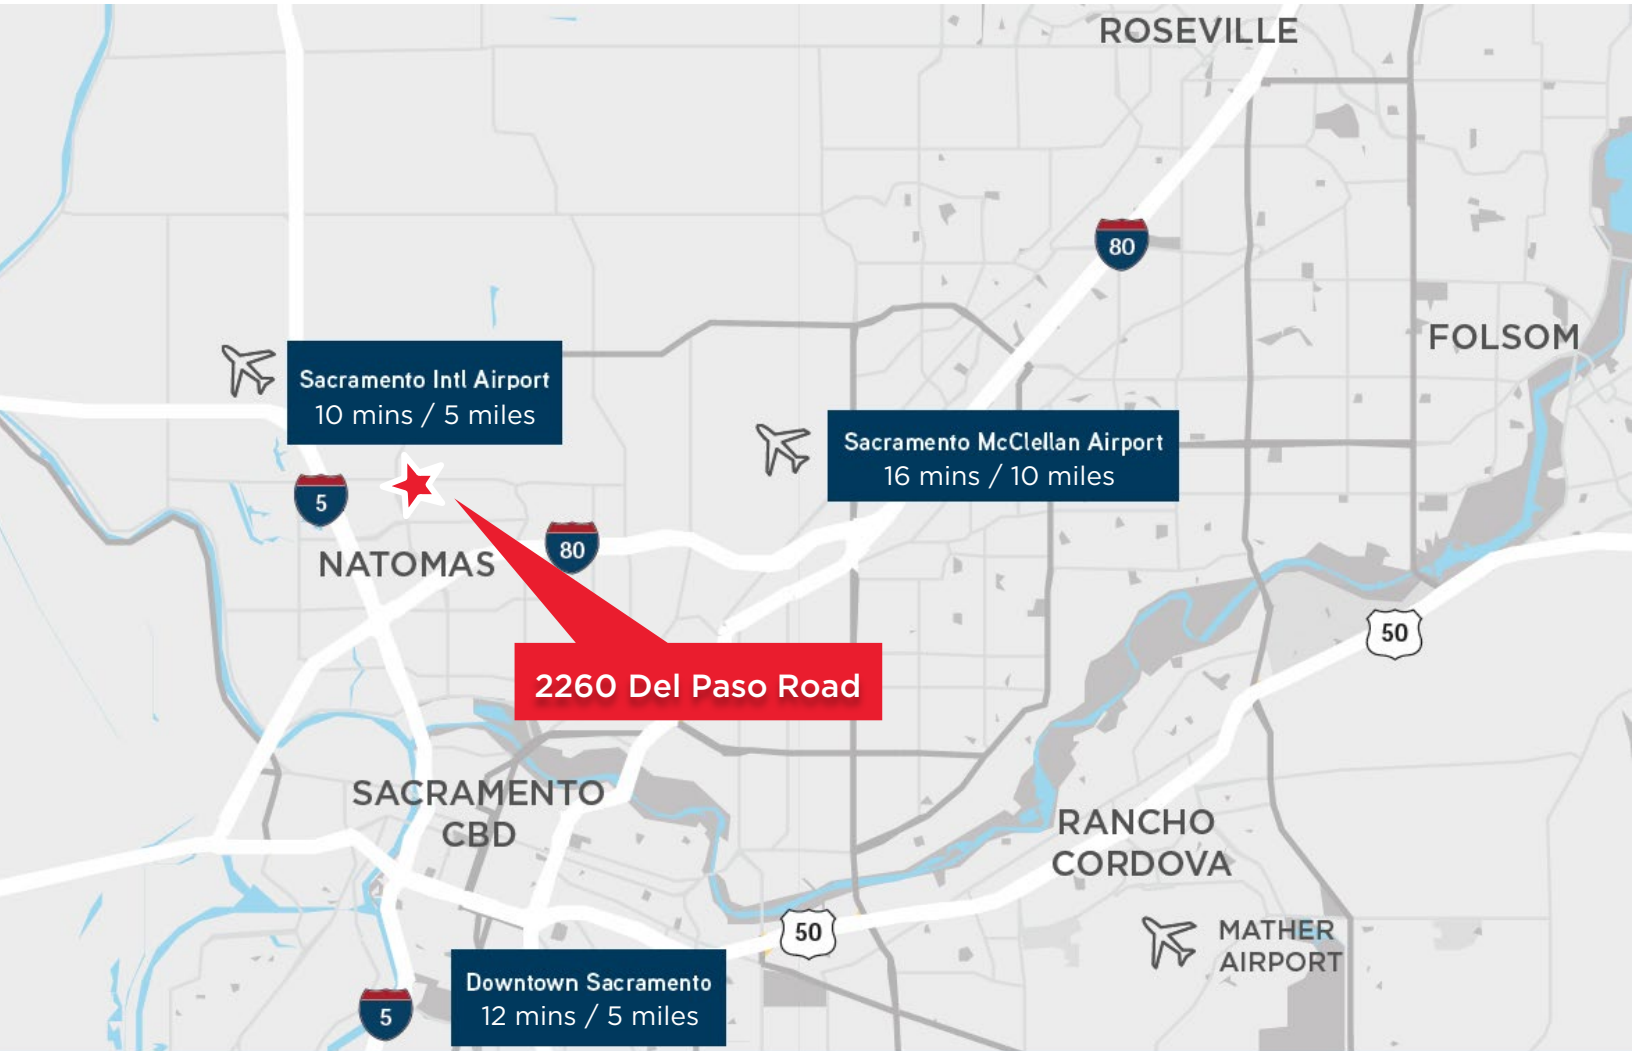 ROSEVILLE
80
FOLSOM
Sacramento Intl Airport
10 mins / 5 miles
Sacramento McClellan Airport
16 mins / 10 miles
5
80
NATOMAS
50
2260 Del Paso Road
SACRAMENTO
CBD
RANCHO
CORDOVA
50
MATHER
AIRPORT
Downtown Sacramento
12 mins / 5 miles
5